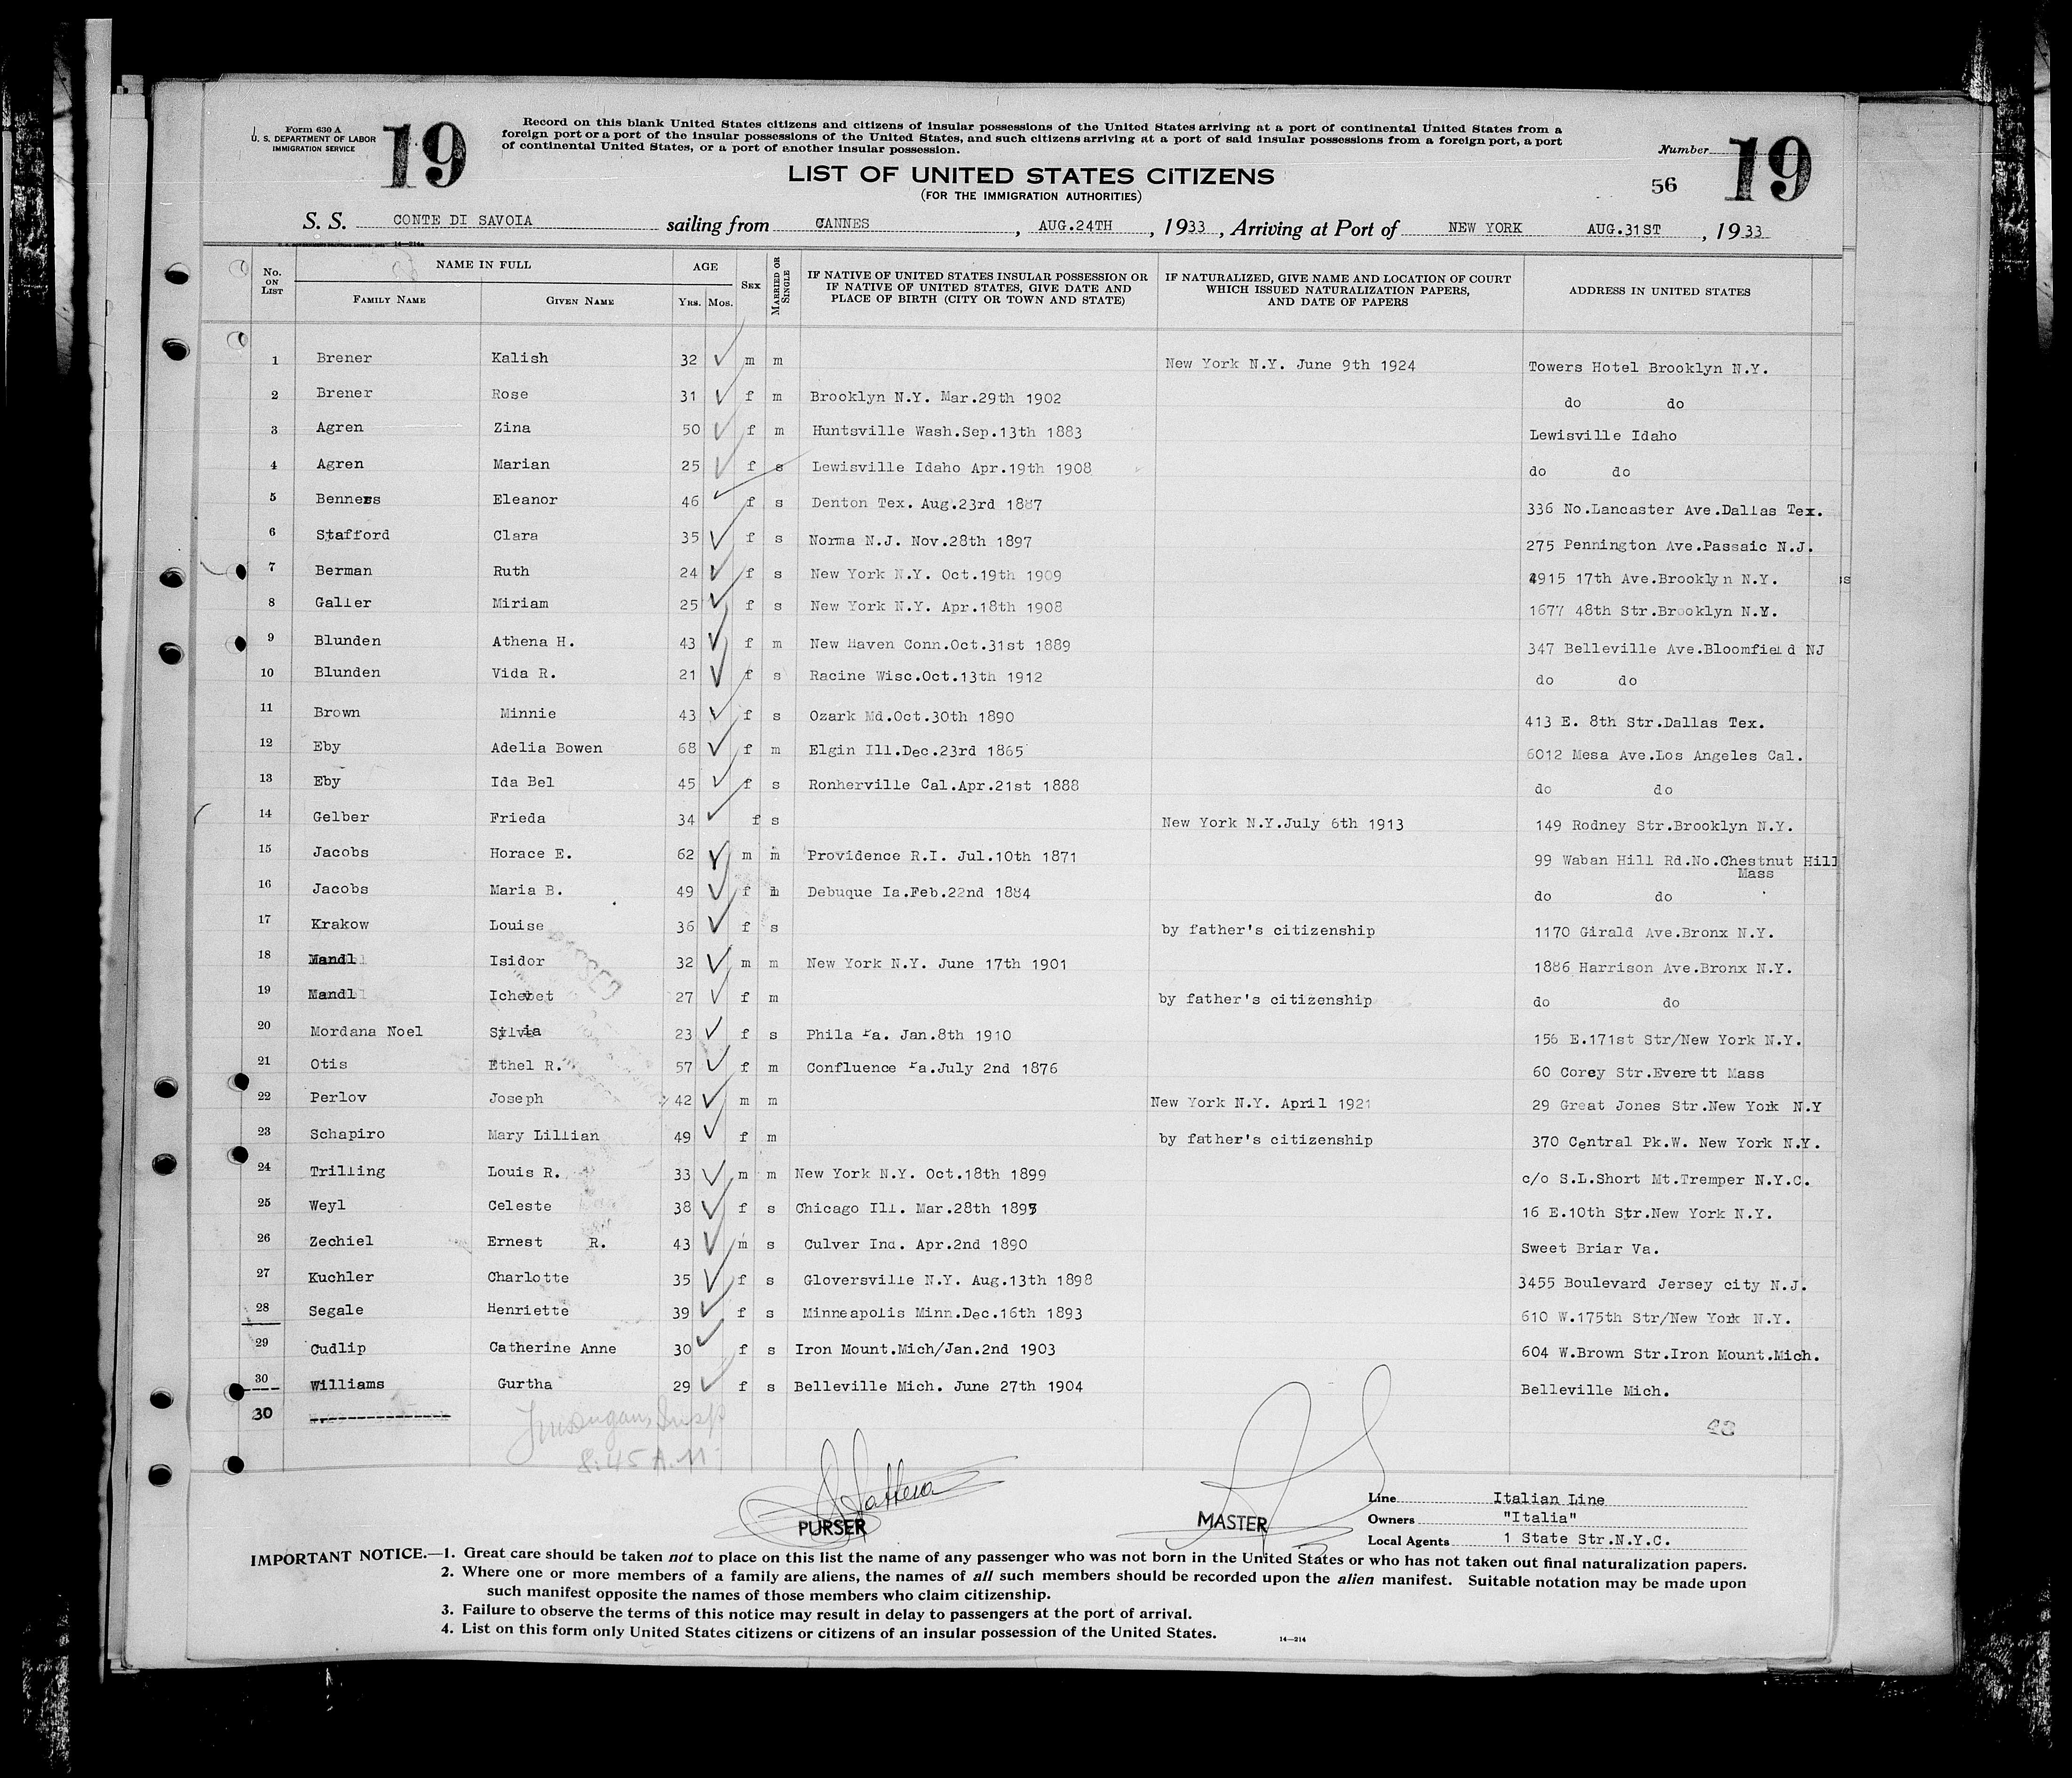 Form 630 A
U. S. DEPARTMENT OF LABOR
IMMIGRATION SERVICE
19
Record on this blank United States citizens and citizens of insular possessions of the United States arriving at a port of continental United States from a
foreign port or a port of the insular possessions of the United States, and such citizens arriving at a port of said insular possessions from a foreign port, a port
of continental United States, or a port of another insular possession.
Number 19
LIST OF UNITED STATES CITIZENS
(FOR THE IMMIGRATION AUTHORITIES)
56
S. S. CONTE DI SAVOIA sailing from CANNES, AUG.24TH, 1933, Arriving at Port of NEW YORK AUG.31ST, 1933
14-214a
No. ON LIST NAME IN FULL FAMILY NAME GIVEN NAME AGE YRS. MOS. SEX MARRIED OR SINGLE IF NATIVE OF UNITED STATES INSULAR POSSESSION OR IF NATIVE OF UNITED STATES, GIVE DATE AND PLACE OF BIRTH (CITY OR TOWN AND STATE) IF NATURALIZED, GIVE NAME AND LOCATION OF COURT WHICH ISSUED NATURALIZATION PAPERS, AND DATE OF PAPERS ADDRESS IN UNITED STATES
1 Brener Kalish 32 m m New York N.Y. June 9th 1924 Towers Hotel Brooklyn N.Y.
2 Brener Rose 31 f m Brooklyn N.Y. Mar.29th 1902 do do
3 Agren Zina 50 f m Huntsville Wash.Sep.13th 1883 Lewisville Idaho
4 Agren Marian 25 f s Lewisville Idaho Apr.19th 1908 do do
5 Benners Eleanor 46 f s Denton Tex. Aug.23rd 1887 336 No.Lancaster Ave.Dallas Tex.
6 Stafford Clara 35 f s Norma N.J. Nov.28th 1897 275 Pennington Ave.Passaic N.J.
7 Berman Ruth 24 f s New York N.Y. Oct.19th 1909 4915 17th Ave.Brooklyn N.Y.
8 Galler Miriam 25 f s New York N.Y. Apr.18th 1908 1677 48th Str.Brooklyn N.Y.
9 Blunden Athena H. 43 f m New Haven Conn.Oct.31st 1889 347 Belleville Ave.Bloomfield NJ
10 Blunden Vida R. 21 f s Racine Wisc.Oct.13th 1912 do do
11 Brown Minnie 43 f s Ozark Md.Oct.30th 1890 413 E. 8th Str.Dallas Tex.
12 Eby Adelia Bowen 68 f m Elgin Ill.Dec.23rd 1865 6012 Mesa Ave.Los Angeles Cal.
13 Eby Ida Bel 45 f s Ronherville Cal.Apr.21st 1888 do do
14 Gelber Frieda 34 f s New York N.Y.July 6th 1913 149 Rodney Str.Brooklyn N.Y.
15 Jacobs Horace E. 62 m m Providence R.I. Jul.10th 1871 99 Waban Hill Rd.No.Chestnut Hill
Mass
16 Jacobs Maria B. 49 f m Debuque Ia.Feb.22nd 1884 do do
17 Krakow Louise 36 f s by father's citizenship 1170 Girald Ave.Bronx N.Y.
18 Mandl Isidor 32 m m New York N.Y. June 17th 1901 1886 Harrison Ave.Bronx N.Y.
19 Mandl Ichebet 27 f m by father's citizenship do do
20 Mordana Noel Silvia 23 f s Phila Pa. Jan.8th 1910 156 E.171st Str/New York N.Y.
21 Otis Ethel R. 57 f m Confluence Pa.July 2nd 1876 60 Corey Str.Everett Mass
22 Perlov Joseph 42 m m New York N.Y. April 1921 29 Great Jones Str.New York N.Y
23 Schapiro Mary Lillian 49 f m by father's citizenship 370 Central Pk.W. New York N.Y.
24 Trilling Louis R. 33 m m New York N.Y. Oct.18th 1899 c/o S.L.Short Mt.Tremper N.Y.C.
25 Weyl Celeste 38 f s Chicago Ill. Mar.28th 1895 16 E.10th Str.New York N.Y.
26 Zechiel Ernest R. 43 m s Culver Ind. Apr.2nd 1890 Sweet Briar Va.
27 Kuchler Charlotte 35 f s Gloversville N.Y. Aug.13th 1898 3455 Boulevard Jersey city N.J.
28 Segale Henriette 39 f s Minneapolis Minn.Dec.16th 1893 610 W.175th Str/New York N.Y.
29 Cudlip Catherine Anne 30 f s Iron Mount.Mich/Jan.2nd 1903 604 W.Brown Str.Iron Mount.Mich.
30 Williams Gurtha 29 f s Belleville Mich. June 27th 1904 Belleville Mich.
30
8:45 A.M
PURSER
MASTER
Line Italian Line
Owners "Italia"
Local Agents 1 State Str.N.Y.C.
IMPORTANT NOTICE.—1. Great care should be taken not to place on this list the name of any passenger who was not born in the United States or who has not taken out final naturalization papers.
2. Where one or more members of a family are aliens, the names of all such members should be recorded upon the alien manifest. Suitable notation may be made upon
such manifest opposite the names of those members who claim citizenship.
3. Failure to observe the terms of this notice may result in delay to passengers at the port of arrival.
4. List on this form only United States citizens or citizens of an insular possession of the United States.
14—214